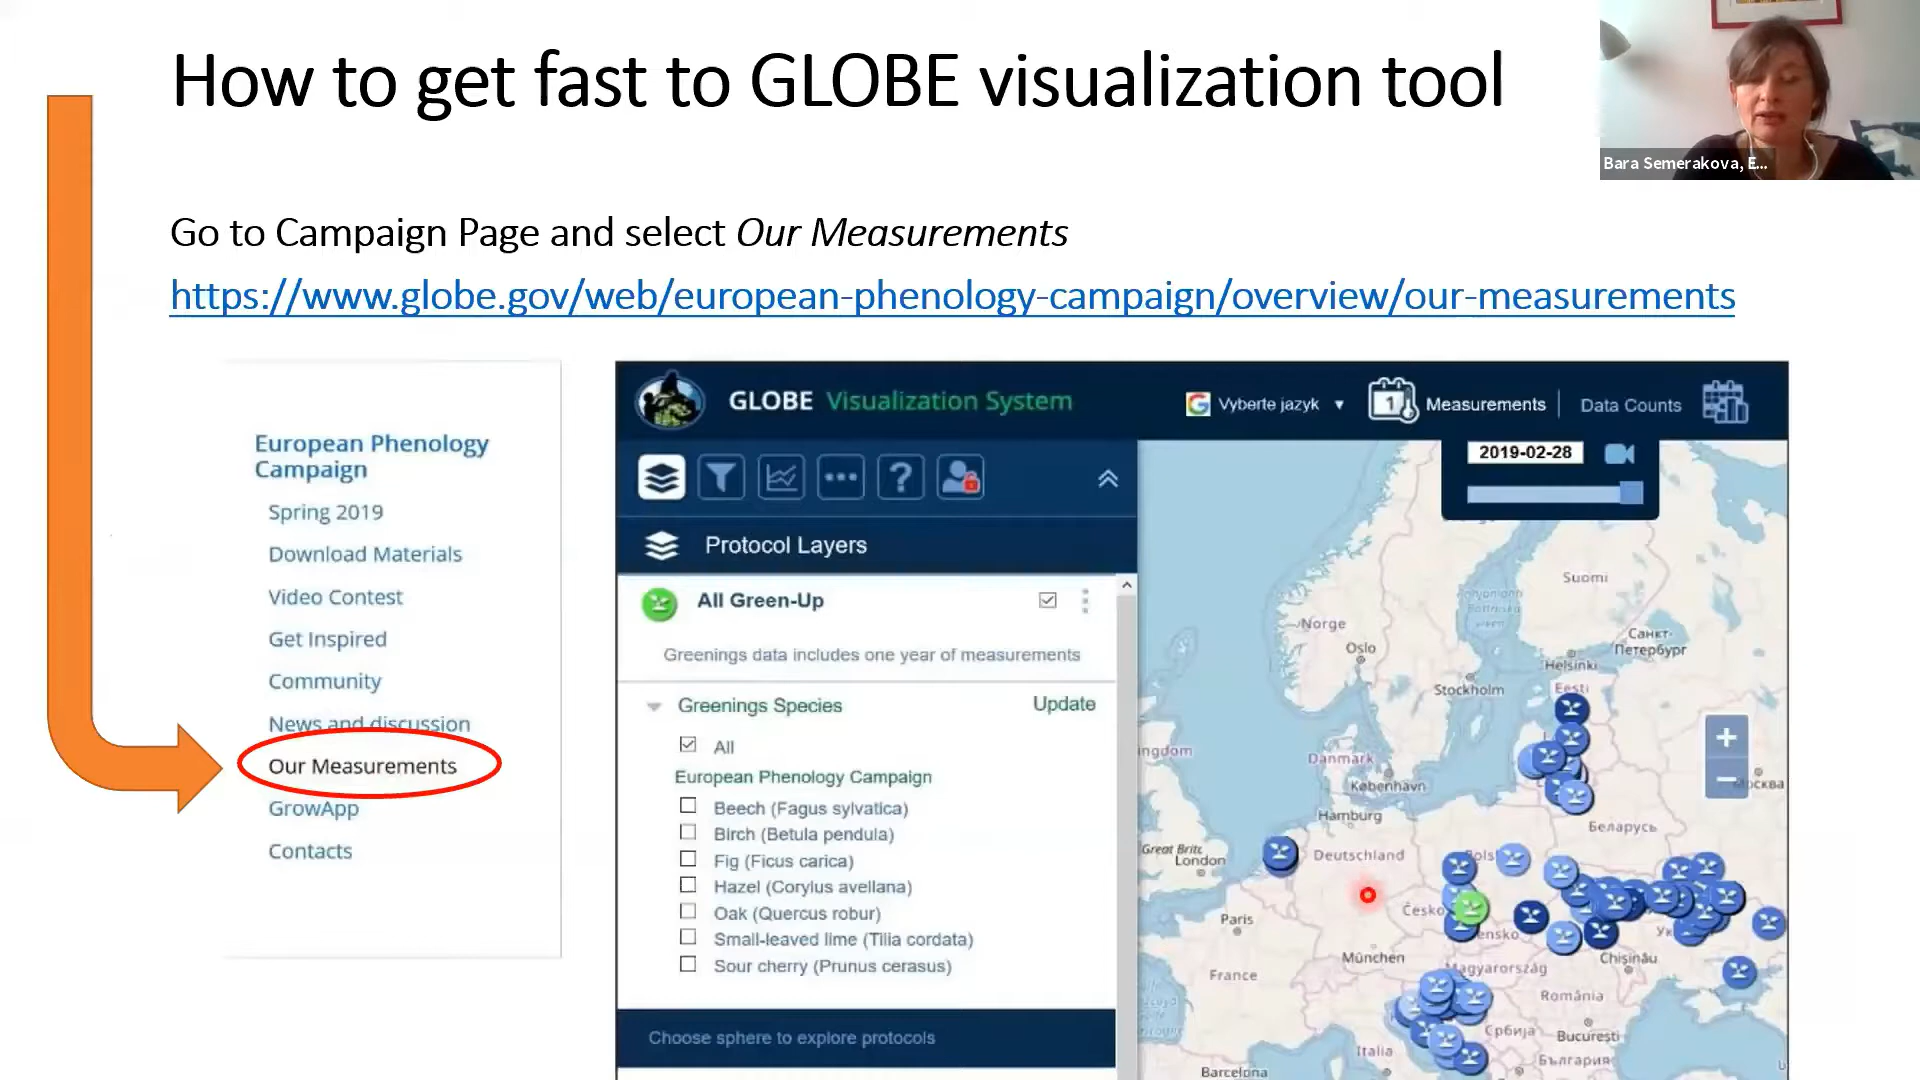 How to get fast to GLOBE visualization tool
Bara Semerakova, E...
Go to Campaign Page and select Our Measurements
https://www.globe.gov/web/european-phenology-campaign/overview/our-measurements
European Phenology
Campaign
Spring 2019
Download Materials
Video Contest
Get Inspired
Community
News and discussion
Our Measurements
GrowApp
Contacts
GLOBE Visualization System
Vyberte jazyk
1
Measurements
Data Counts
?
Protocol Layers
All Green-Up
Greenings data includes one year of measurements
Greenings Species
Update
All
European Phenology Campaign
Beech (Fagus sylvatica)
Birch (Betula pendula)
Fig (Ficus carica)
Hazel (Corylus avellana)
Oak (Quercus robur)
Small-leaved lime (Tilia cordata)
Sour cherry (Prunus cerasus)
Choose sphere to explore protocols
2019-02-28
Suomi
Norge
Oslo
Санкт-
Петербург
Helsinki
Stockholm
Eesti
ngdom
Danmark
København
Hamburg
Беларусь
Great Brit
London
Deutschland
Paris
Česko
ensko
München
Chișinău
France
Magyarország
România
Србија
București
Italia
България
Barcelona
+
−